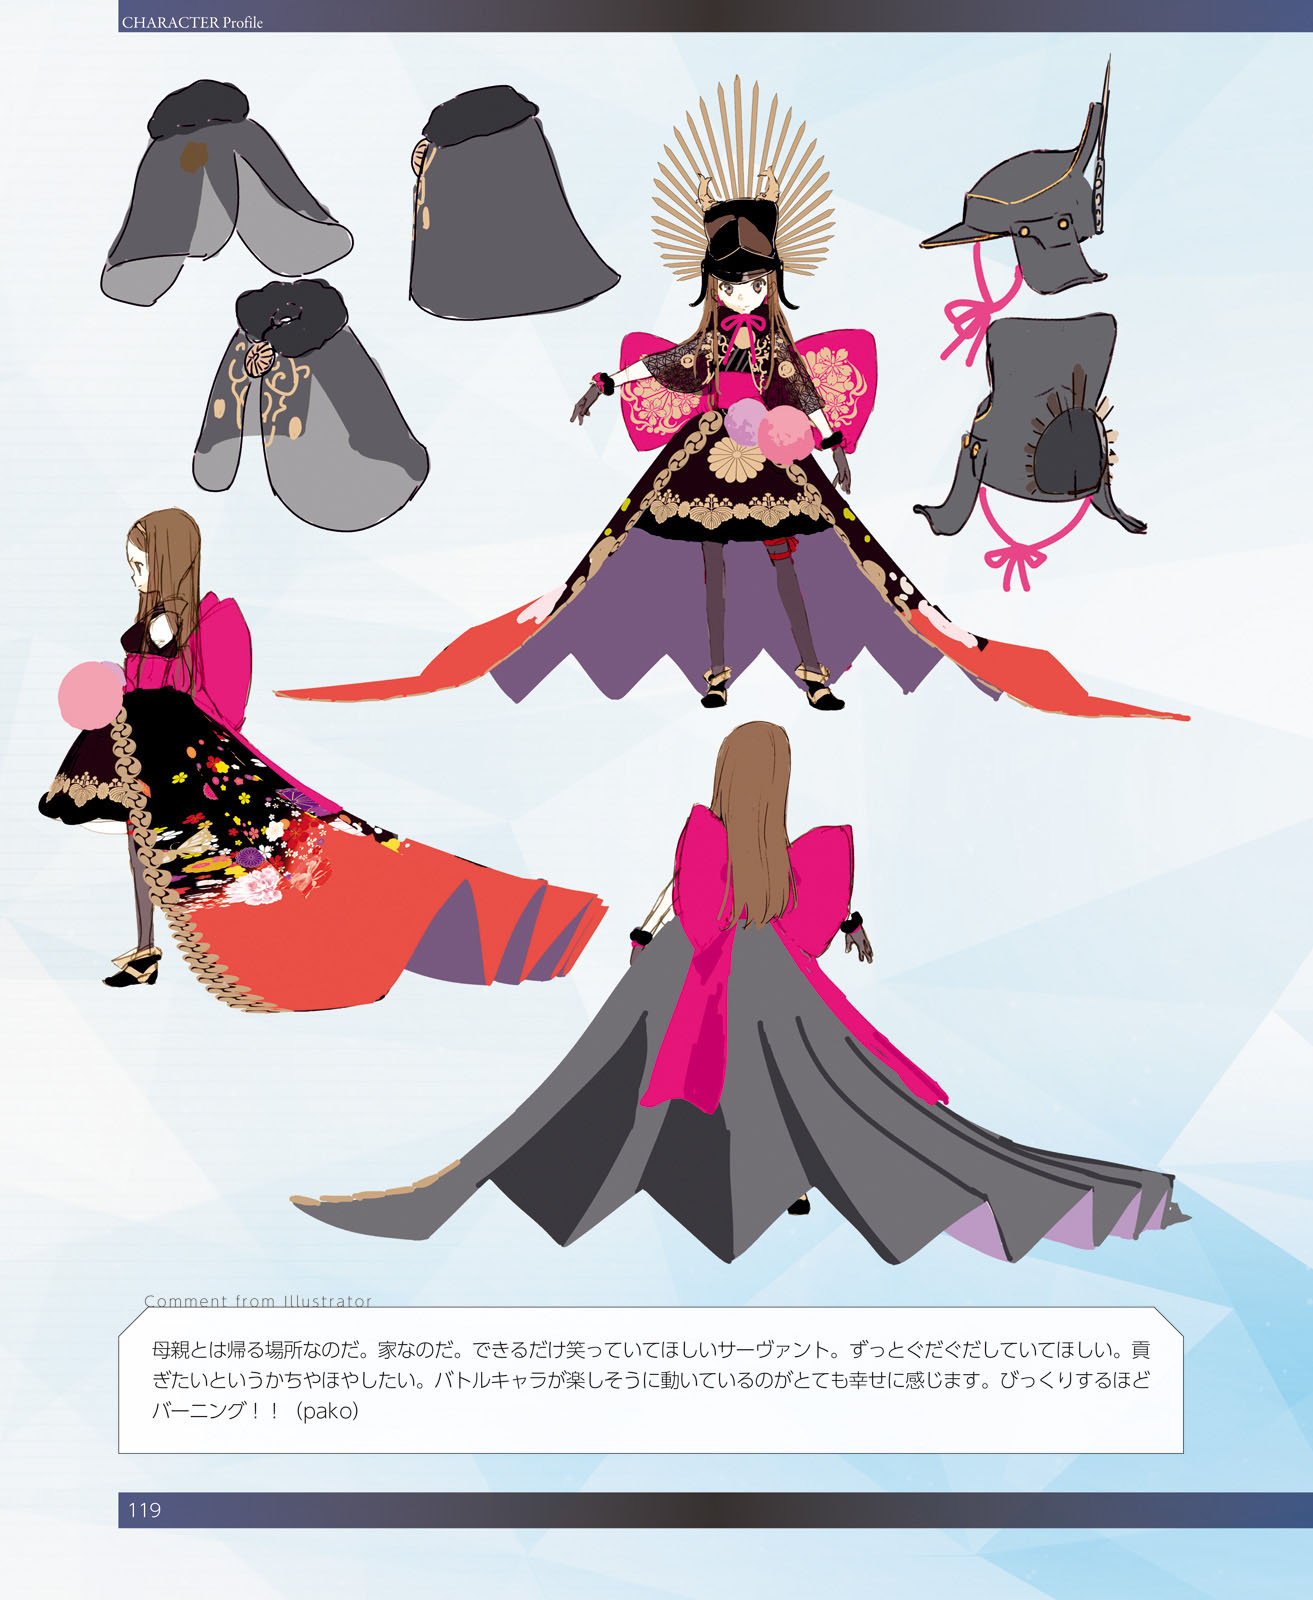 CHARACTER Profile
Comment from Illustrator
母親とは帰る場所なのだ。家なのだ。できるだけ笑っていてほしいサーヴァント。ずっとぐだぐだしていてほしい。貢
ぎたいというかちやほやしたい。バトルキャラが楽しそうに動いているのがとても幸せに感じます。びっくりするほど
バーニング！！（pako）
119